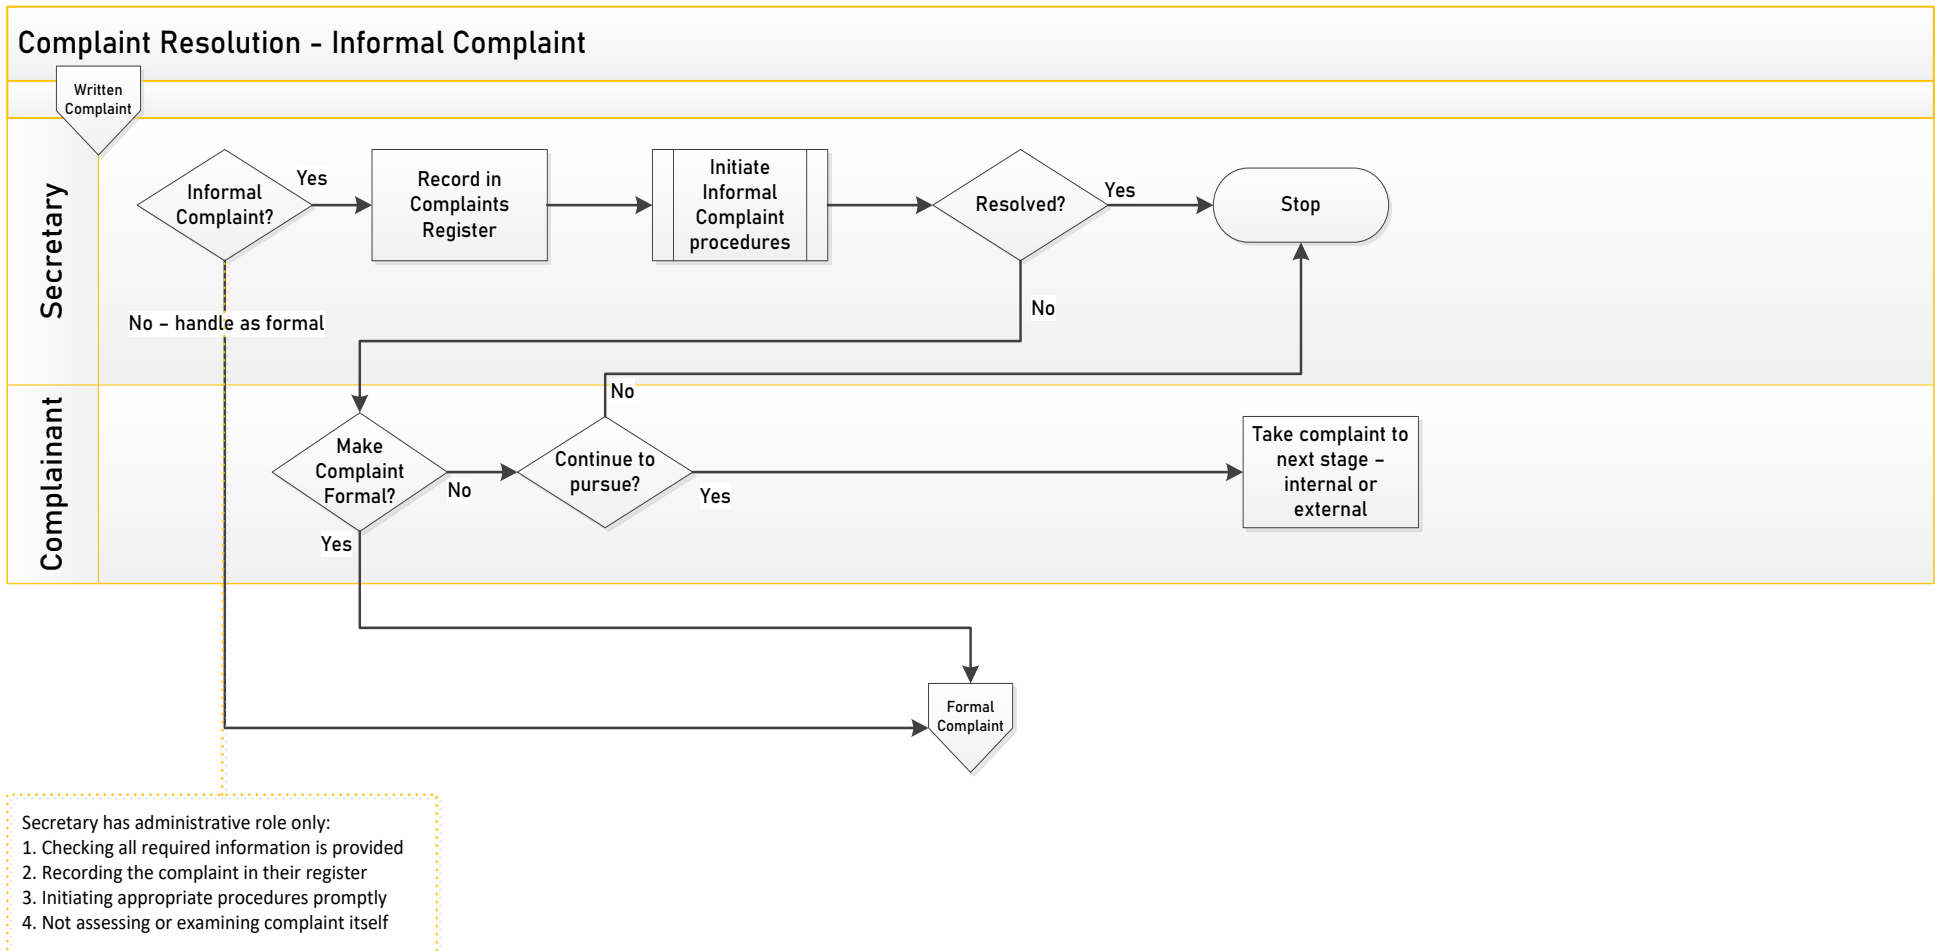 Complaint Resolution - Informal Complaint
Written
Complaint
Secretary
Informal
Complaint?
Yes
Record in
Complaints
Register
Initiate
Informal
Complaint
procedures
Resolved?
Yes
Stop
No – handle as formal
No
Complainant
Make
Complaint
Formal?
No
Yes
Continue to
pursue?
No
Yes
Take complaint to
next stage –
internal or
external
Formal
Complaint
Secretary has administrative role only:
1. Checking all required information is provided
2. Recording the complaint in their register
3. Initiating appropriate procedures promptly
4. Not assessing or examining complaint itself